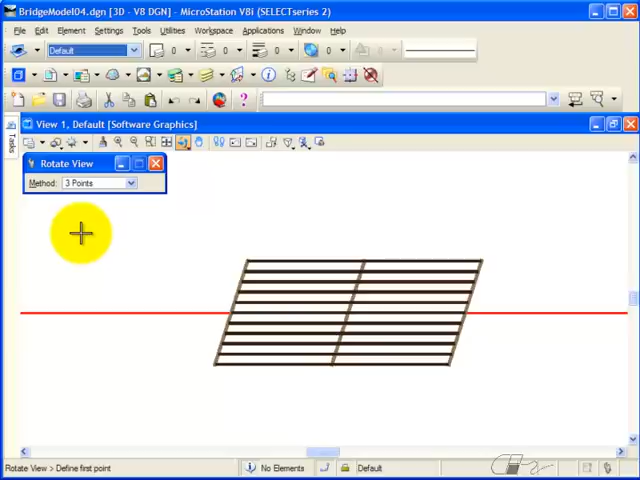 BridgeModel04.dgn [3D - V8 DGN] - MicroStation V8i (SELECTseries 2)
File Edit Element Settings Tools Utilities Workspace Applications Window Help
Default 0 0 0
View 1, Default [Software Graphics]
Tasks
Rotate View
Method: 3 Points
Rotate View > Define first point
No Elements
Default